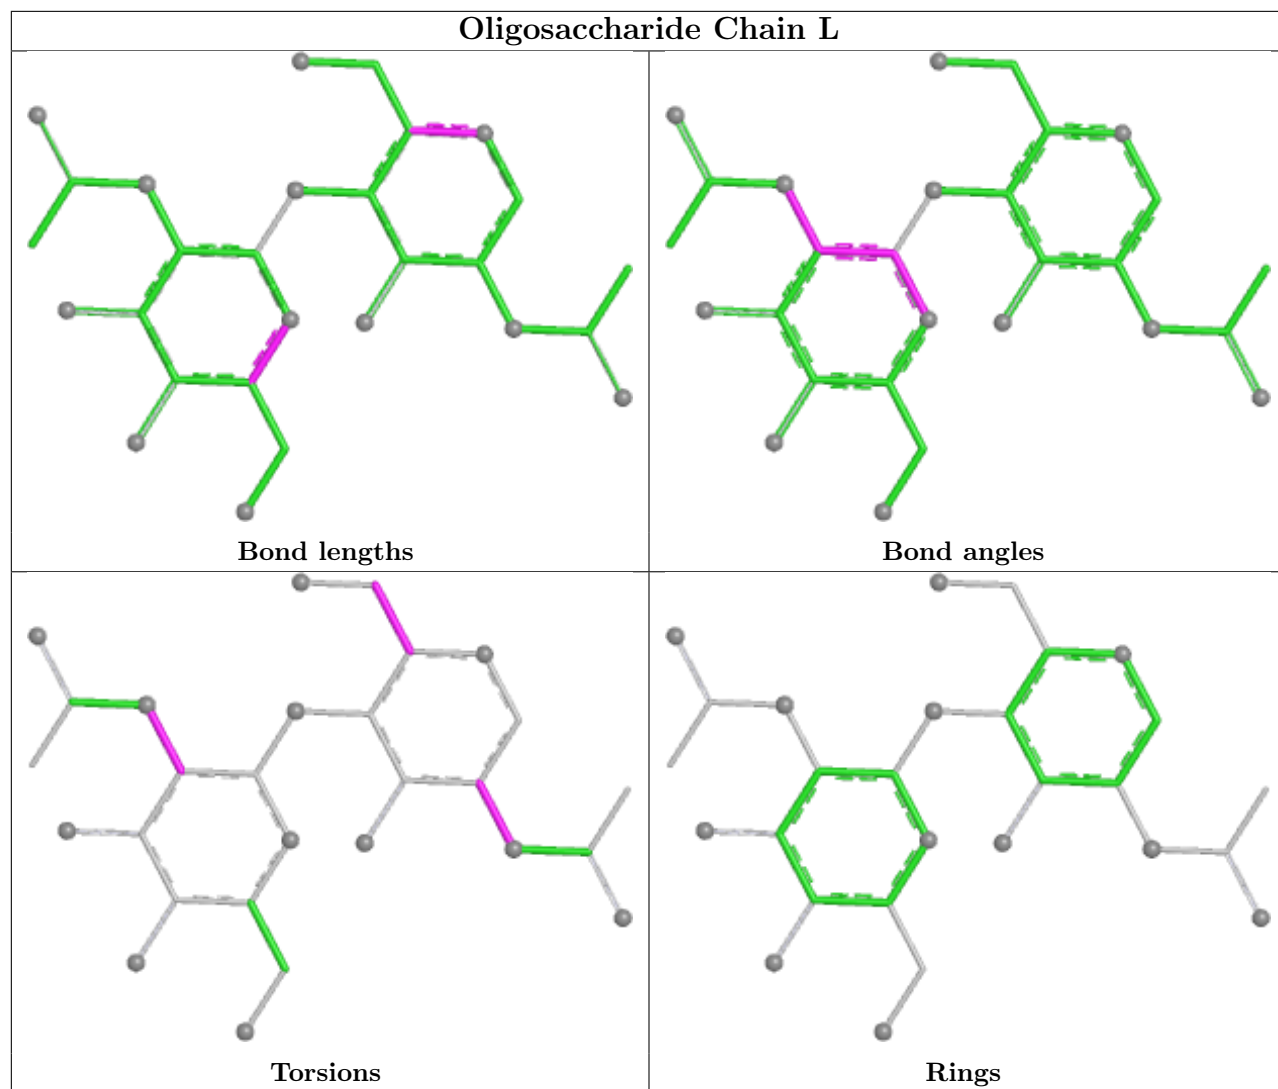 Oligosaccharide Chain L
Bond lengths
Bond angles
Torsions
Rings